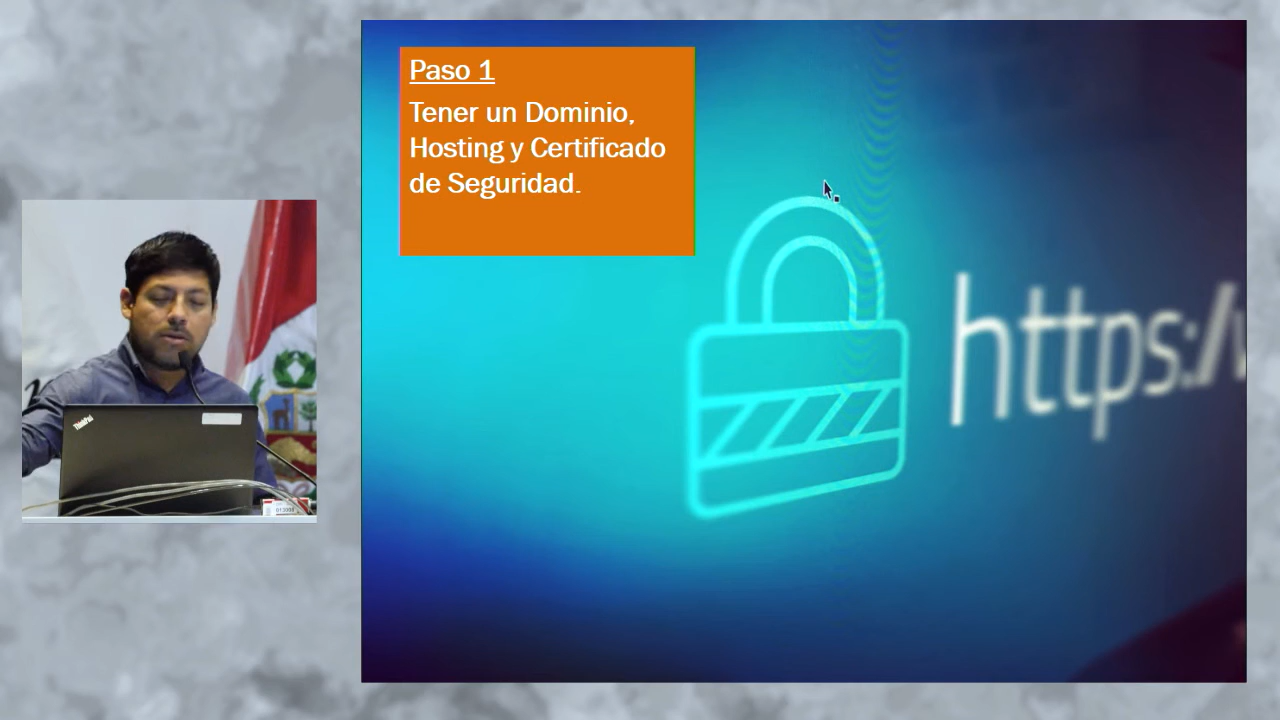 Paso 1
Tener un Dominio,
Hosting y Certificado
de Seguridad.
https:/
ThinkPad